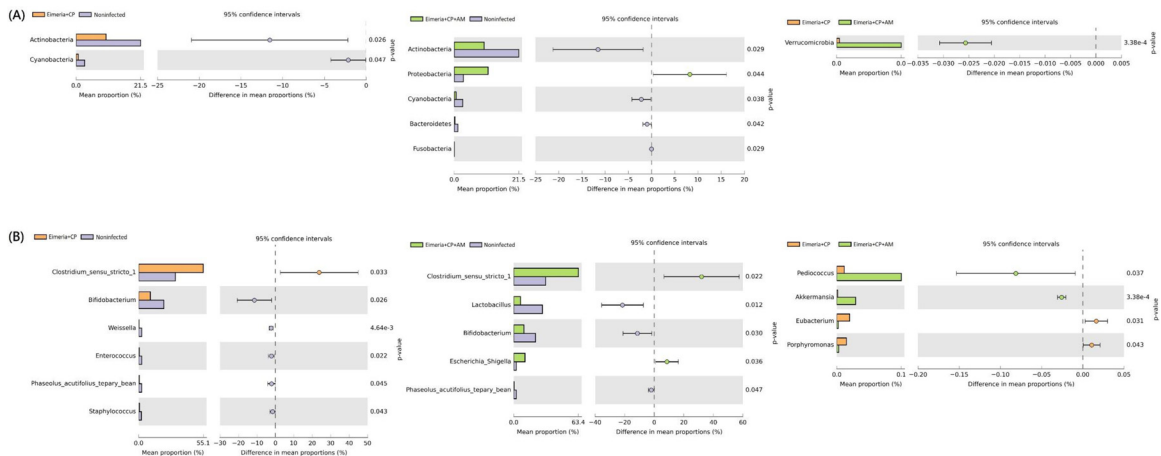 (A)
Eimeria+CP Noninfected
95% confidence intervals
Actinobacteria 0.026
Cyanobacteria 0.047
p-value
0.0 21.5 −25 −20 −15 −10 −5 0
Mean proportion (%) Difference in mean proportions (%)
Eimeria+CP+AM Noninfected
95% confidence intervals
Actinobacteria 0.029
Proteobacteria 0.044
Cyanobacteria 0.038
Bacteroidetes 0.042
Fusobacteria 0.029
p-value
0.0 21.5 −25 −20 −15 −10 −5 0 5 10 15 20
Mean proportion (%) Difference in mean proportions (%)
Eimeria+CP Eimeria+CP+AM
95% confidence intervals
Verrucomicrobia 3.38e-4
p-value
0.0 0.0 −0.035 −0.030 −0.025 −0.020 −0.015 −0.010 −0.005 0.000 0.005
Mean proportion (%) Difference in mean proportions (%)
(B)
Eimeria+CP Noninfected
95% confidence intervals
Clostridium_sensu_stricto_1 0.033
Bifidobacterium 0.026
Weissella 4.64e-3
Enterococcus 0.022
Phaseolus_acutifolius_tepary_bean 0.045
Staphylococcus 0.043
p-value
0.0 55.1 −30 −20 −10 0 10 20 30 40 50
Mean proportion (%) Difference in mean proportions (%)
Eimeria+CP+AM Noninfected
95% confidence intervals
Clostridium_sensu_stricto_1 0.022
Lactobacillus 0.012
Bifidobacterium 0.030
Escherichia_Shigella 0.036
Phaseolus_acutifolius_tepary_bean 0.047
p-value
0.0 63.4 −40 −20 0 20 40 60
Mean proportion (%) Difference in mean proportions (%)
Eimeria+CP Eimeria+CP+AM
95% confidence intervals
Pediococcus 0.037
Akkermansia 3.38e-4
Eubacterium 0.031
Porphyromonas 0.043
p-value
0.0 0.1 −0.20 −0.15 −0.10 −0.05 0.00 0.05
Mean proportion (%) Difference in mean proportions (%)